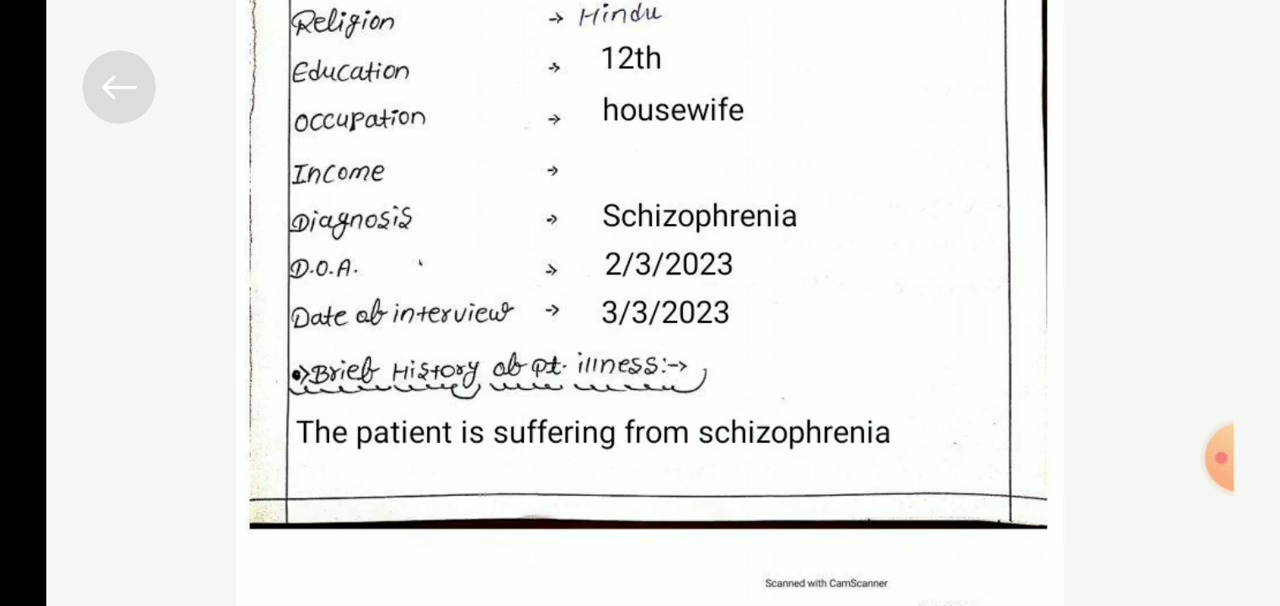 Religion → Hindu
Education → 12th
Occupation → housewife
Income →
Diagnosis → Schizophrenia
D.O.A. → 2/3/2023
Date of interview → 3/3/2023
•> Brief History of pt. illness:->
The patient is suffering from schizophrenia
Scanned with CamScanner